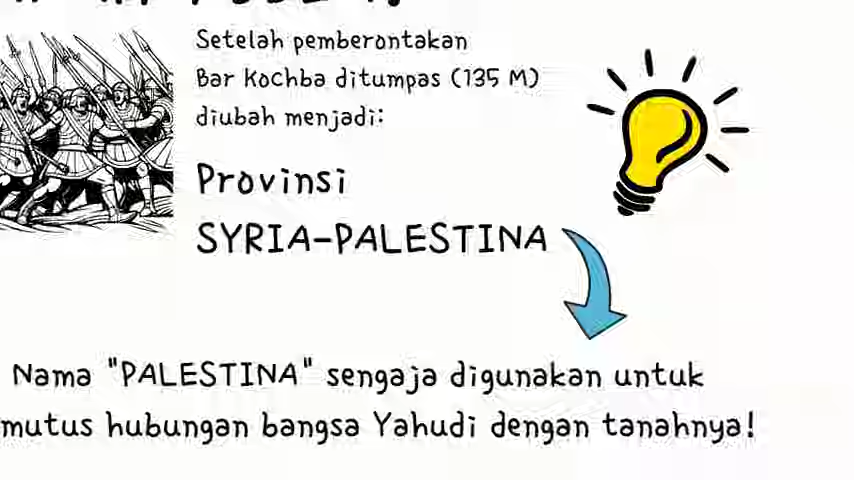 Setelah pemberontakan
Bar Kochba ditumpas (135 M)
diubah menjadi:
Provinsi
SYRIA-PALESTINA
Nama "PALESTINA" sengaja digunakan untuk
mutus hubungan bangsa Yahudi dengan tanahnya!